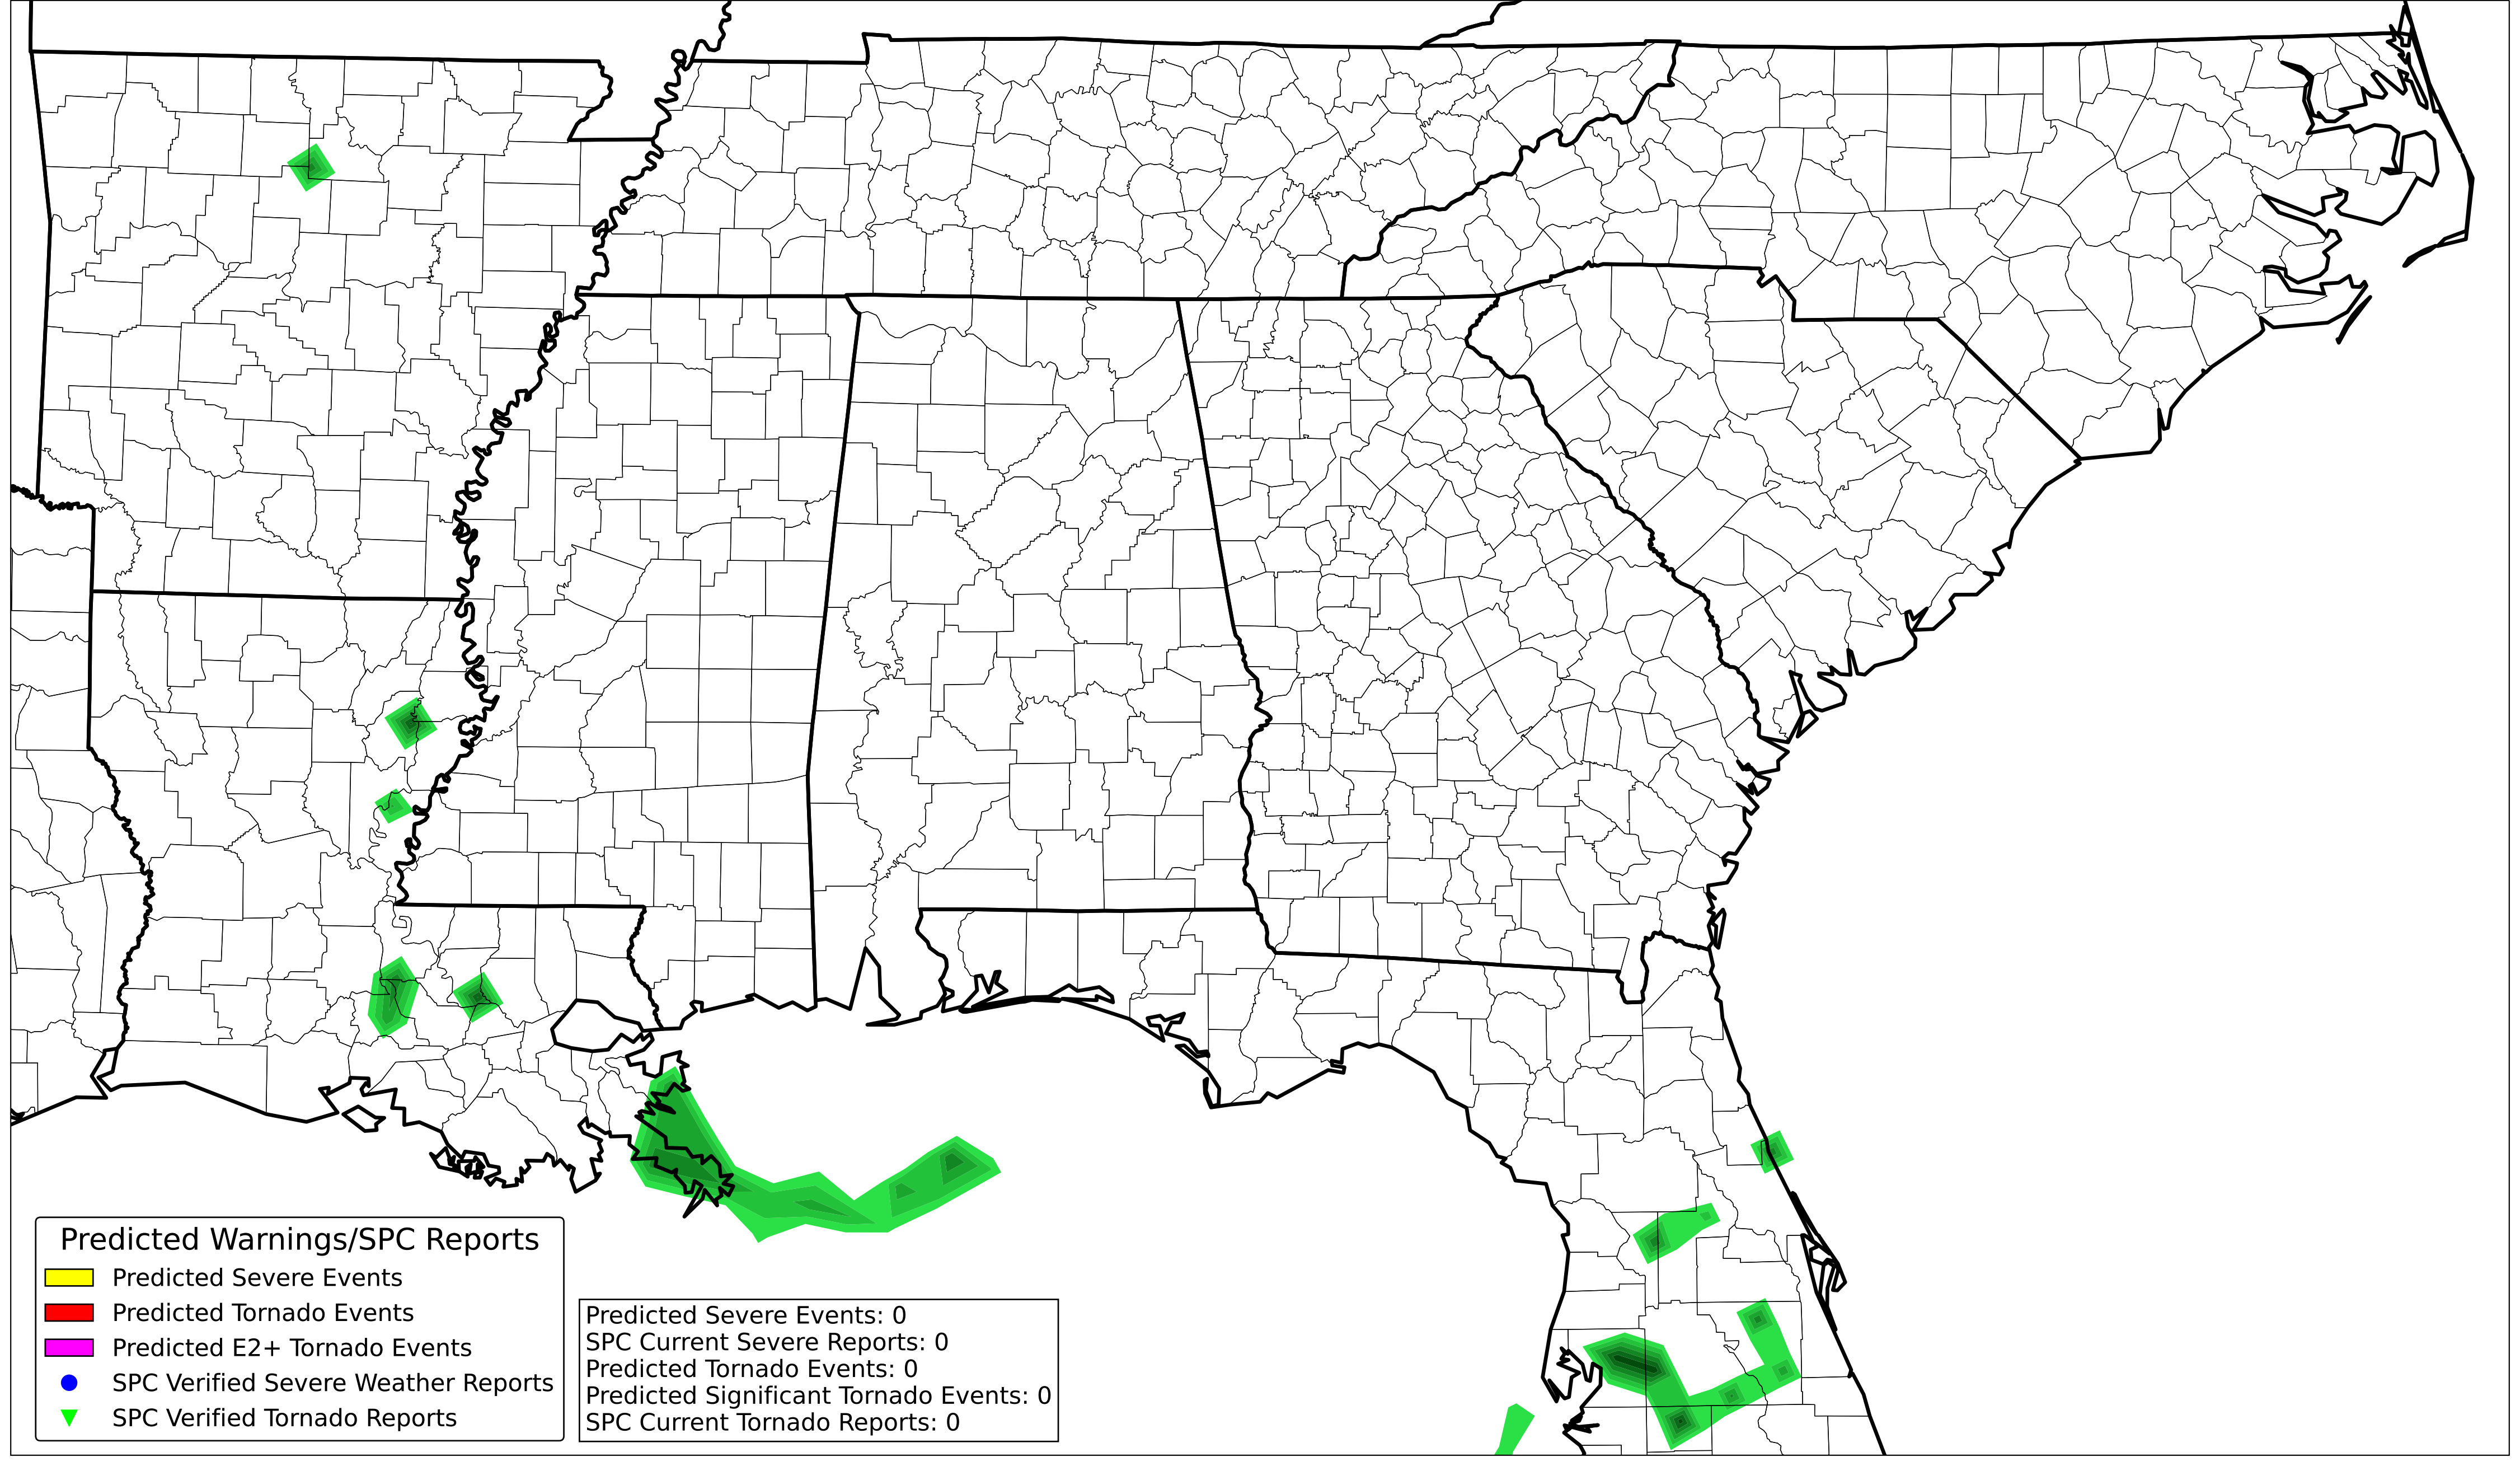 Predicted Warnings/SPC Reports
Predicted Severe Events
Predicted Tornado Events
Predicted E2+ Tornado Events
SPC Verified Severe Weather Reports
SPC Verified Tornado Reports
Predicted Severe Events: 0
SPC Current Severe Reports: 0
Predicted Tornado Events: 0
Predicted Significant Tornado Events: 0
SPC Current Tornado Reports: 0